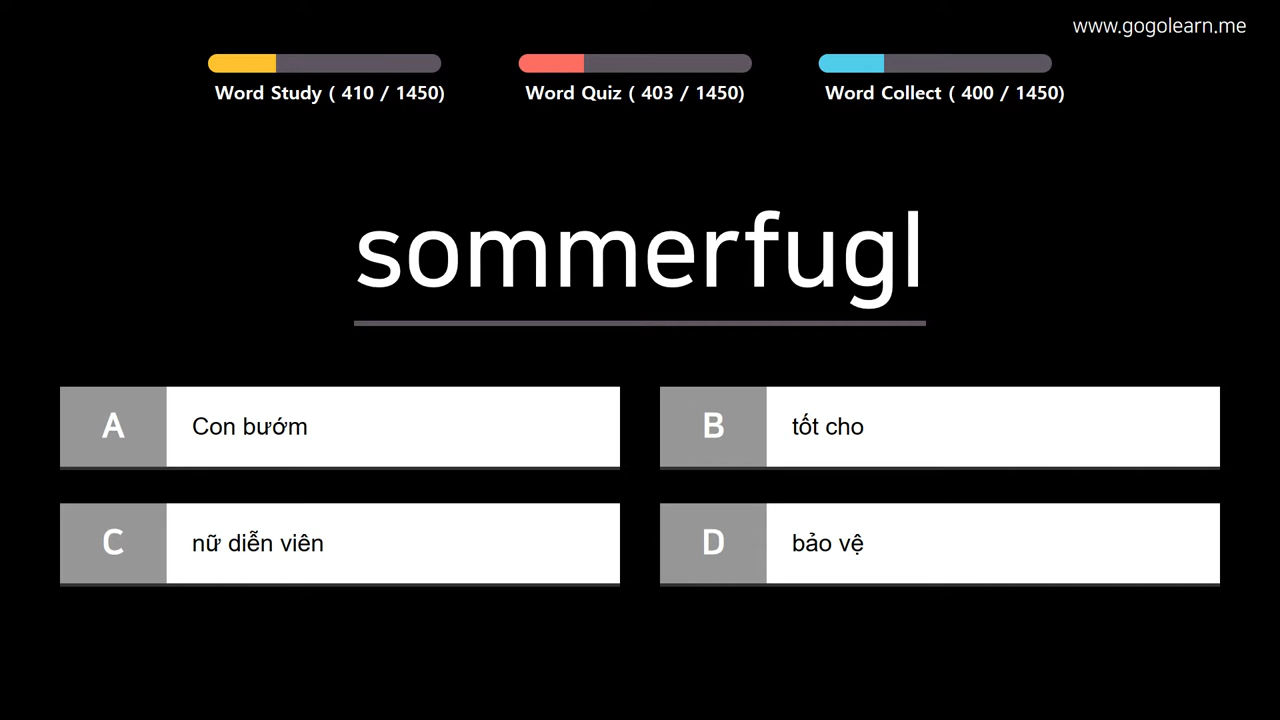 www.gogolearn.me
Word Study ( 410 / 1450)
Word Quiz ( 403 / 1450)
Word Collect ( 400 / 1450)
sommerfugl
A Con bướm
B tốt cho
C nữ diễn viên
D bảo vệ